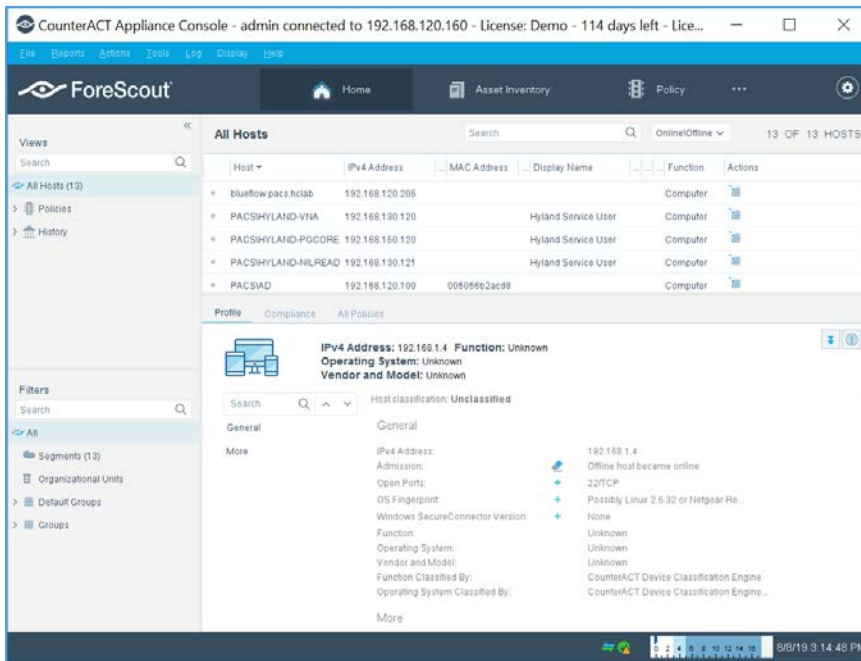 CounterACT Appliance Console - admin connected to 192.168.120.160 - License: Demo - 114 days left - Lice...
File Reports Actions Tools Log Display Help
ForeScout
Home Asset Inventory Policy ...
Views
Search
All Hosts (13)
Policies
History
All Hosts
Search
Online\Offline
13 OF 13 HOSTS
Host IPv4 Address ... MAC Address ... Display Name ... ... ... Function Actions
blueflow.pacs.hclab 192.168.120.205 Computer
PACS\HYLAND-VNA 192.168.130.120 Hyland Service User Computer
PACS\HYLAND-PGCORE 192.168.150.120 Hyland Service User Computer
PACS\HYLAND-NILREAD 192.168.130.121 Hyland Service User Computer
PACS\AD 192.168.120.100 Computer
Profile Compliance All Policies
IPv4 Address: 192.168.1.4 Function: Unknown
Operating System: Unknown
Vendor and Model: Unknown
Filters
Search
All
Segments (13)
Organizational Units
Default Groups
Groups
Search
General
More
Host classification: Unclassified
General
IPv4 Address: 192.168.1.4
Admission: Offline host became online
Open Ports: 22/TCP
OS Fingerprint: Possibly Linux 2.6.32 or Netgear Re...
Windows SecureConnector Version: None
Function: Unknown
Operating System: Unknown
Vendor and Model: Unknown
Function Classified By: CounterACT Device Classification Engine
Operating System Classified By: CounterACT Device Classification Engine...
More
0 2 4 6 8 10 12 14 16
8/8/19 3:14:48 PM